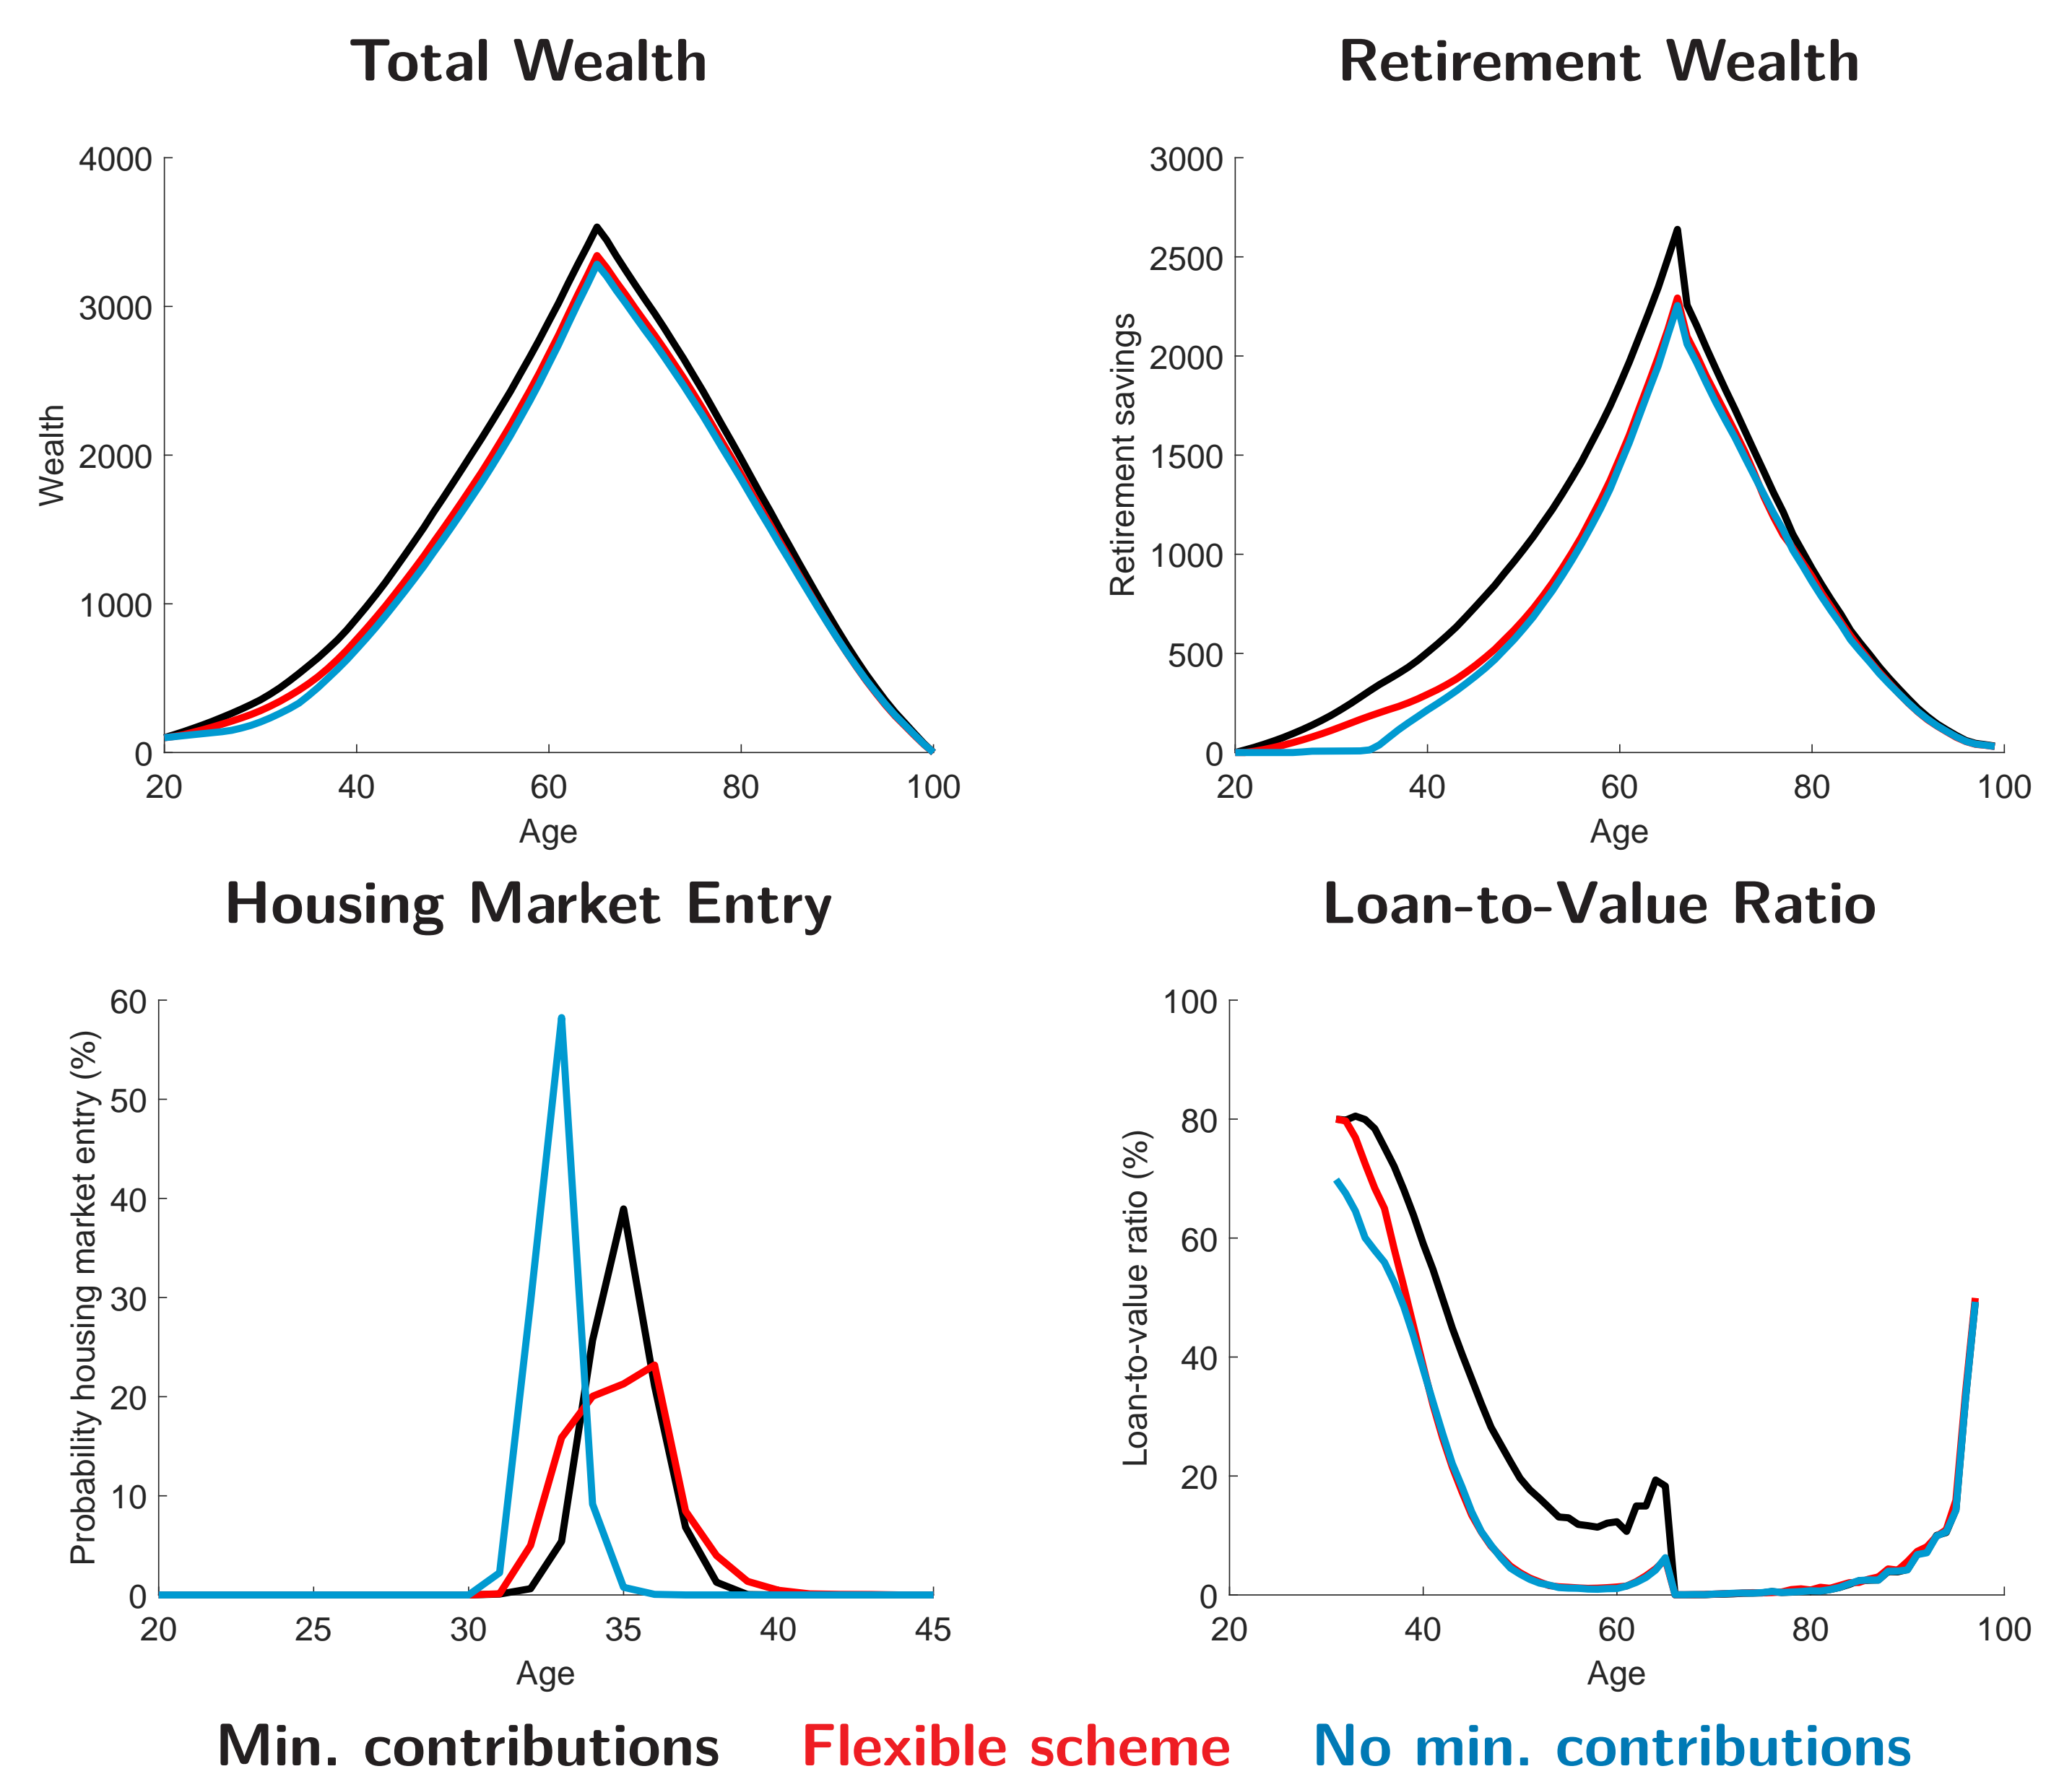 Total Wealth
Retirement Wealth
4000
3000
2000
1000
0
Wealth
20 40 60 80 100
Age
3000
2500
2000
1500
1000
500
0
Retirement savings
20 40 60 80 100
Age
Housing Market Entry
Loan-to-Value Ratio
60
50
40
30
20
10
0
Probability housing market entry (%)
20 25 30 35 40 45
Age
100
80
60
40
20
0
Loan-to-value ratio (%)
20 40 60 80 100
Age
Min. contributions Flexible scheme No min. contributions